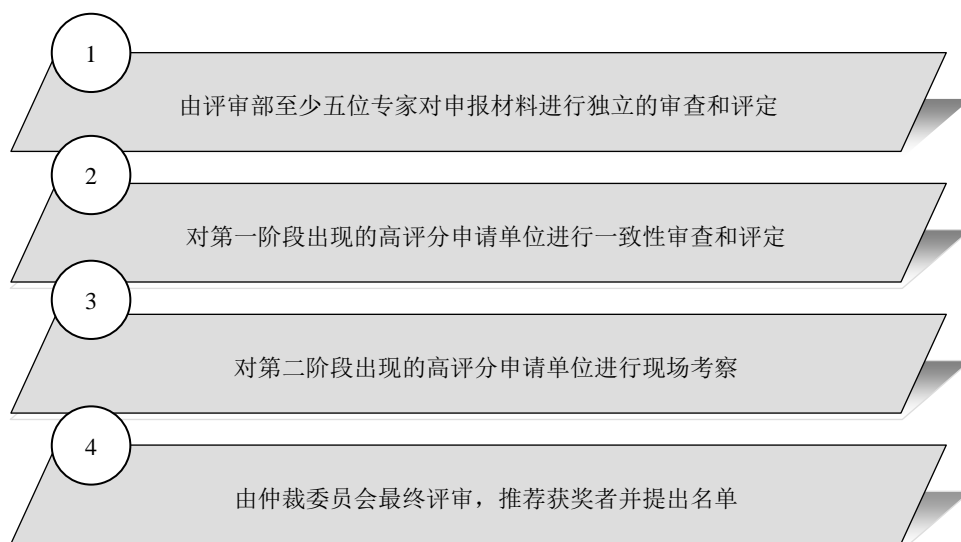 1
由评审部至少五位专家对申报材料进行独立的审查和评定
2
对第一阶段出现的高评分申请单位进行一致性审查和评定
3
对第二阶段出现的高评分申请单位进行现场考察
4
由仲裁委员会最终评审，推荐获奖者并提出名单